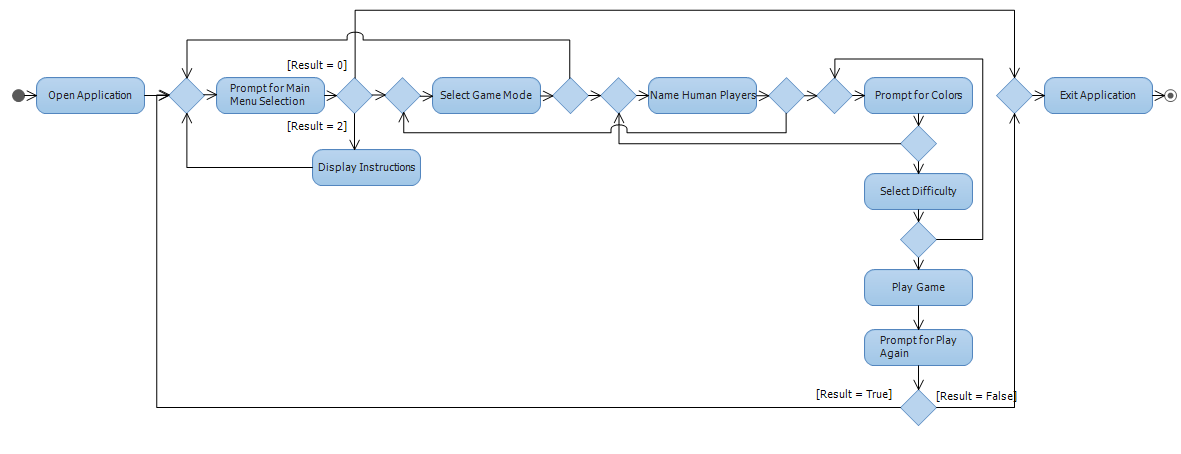 [Result = 0]
Open Application
Prompt for Main
Menu Selection
Select Game Mode
Name Human Players
Prompt for Colors
Exit Application
[Result = 2]
Display Instructions
Select Difficulty
Play Game
Prompt for Play
Again
[Result = True]
[Result = False]